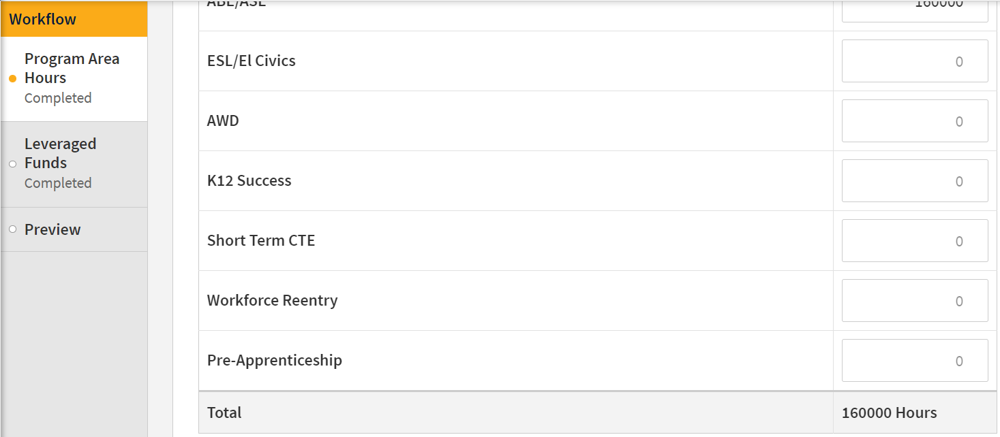 Workflow
Program Area
Hours
Completed
Leveraged
Funds
Completed
Preview
ABE/ASE 160000
ESL/El Civics 0
AWD 0
K12 Success 0
Short Term CTE 0
Workforce Reentry 0
Pre-Apprenticeship 0
Total 160000 Hours